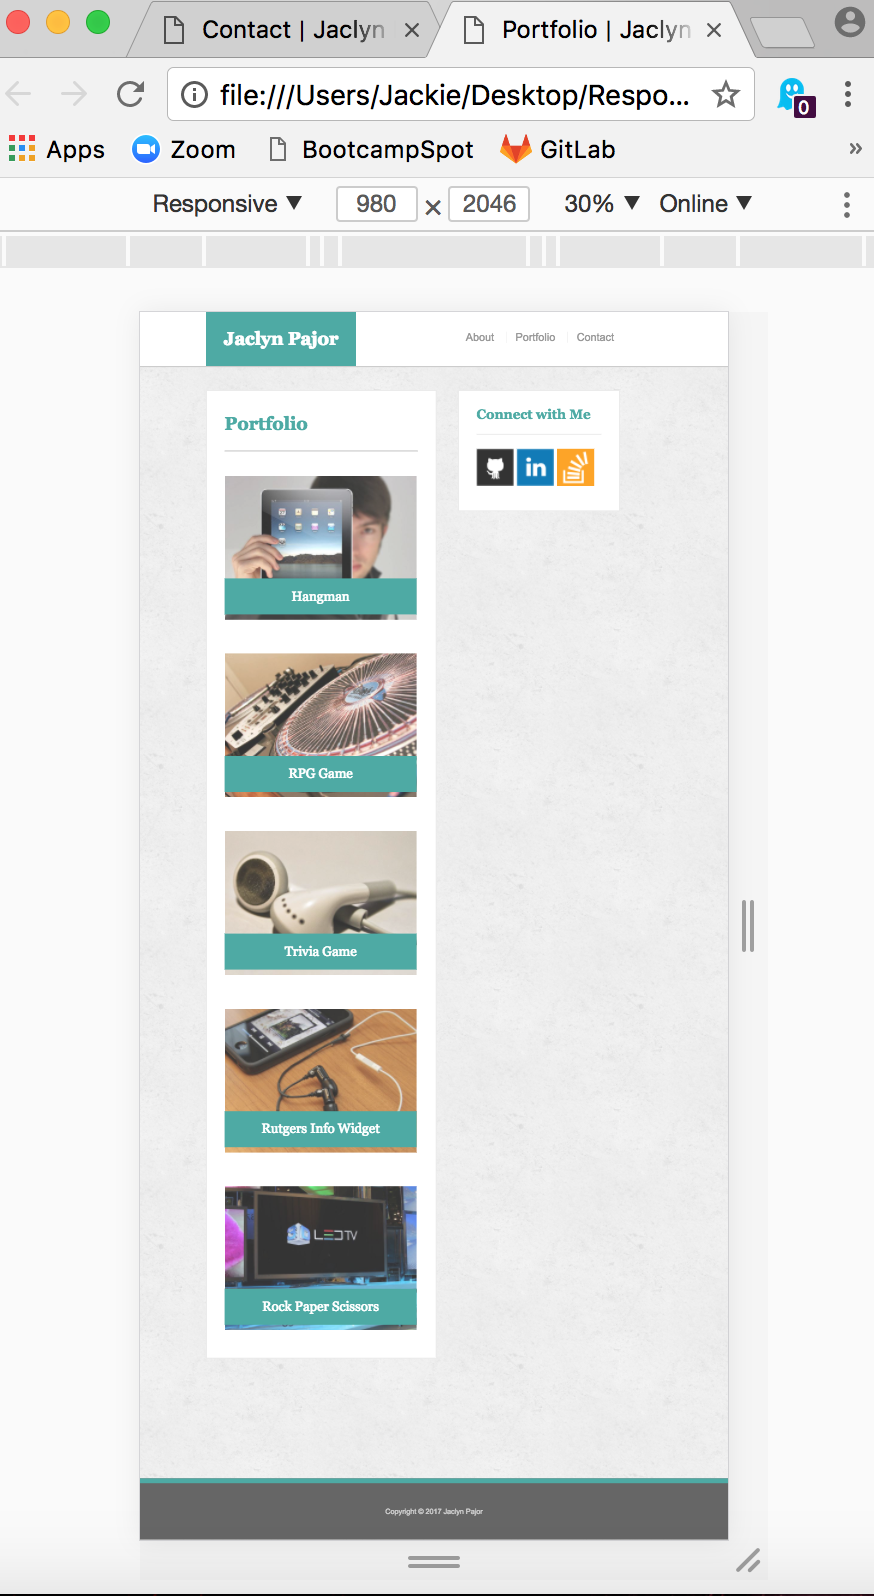 Contact | Jaclyn
Portfolio | Jaclyn
file:///Users/Jackie/Desktop/Respo...
0
Apps
Zoom
BootcampSpot
GitLab
»
Responsive ▼
980 × 2046
30% ▼
Online ▼
Jaclyn Pajor
About
Portfolio
Contact
Portfolio
Connect with Me
in
Hangman
RPG Game
Trivia Game
Rutgers Info Widget
LEDTV
Rock Paper Scissors
Copyright © 2017 Jaclyn Pajor